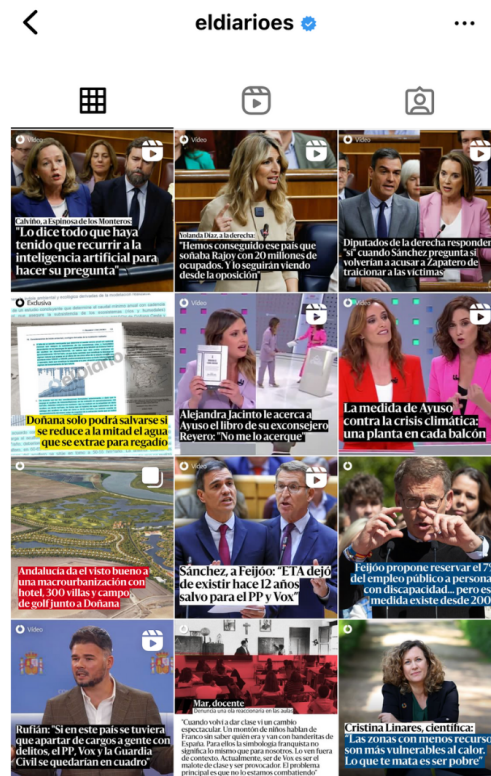 eldiarioes
Vídeo
Calviño, a Espinosa de los Monteros:
"Lo dice todo que haya
tenido que recurrir a la
inteligencia artificial para
hacer su pregunta"
Vídeo
Yolanda Díaz, a la derecha:
"Hemos conseguido ese país que
soñaba Rajoy con 20 millones de
ocupados. Y lo seguirán viendo
desde la oposición"
Vídeo
Diputados de la derecha responden
"sí" cuando Sánchez pregunta si
volverían a acusar a Zapatero de
traicionar a las víctimas
Exclusiva
Doñana solo podrá salvarse si
se reduce a la mitad el agua
que se extrae para regadío
Vídeo
Alejandra Jacinto le acerca a
Ayuso el libro de su exconsejero
Reyero: "No me lo acerque"
La medida de Ayuso
contra la crisis climática:
una planta en cada balcón
Andalucía da el visto bueno a
una macrourbanización con
hotel, 300 villas y campo
de golf junto a Doñana
Vídeo
Sánchez, a Feijóo: "ETA dejó
de existir hace 12 años
salvo para el PP y Vox"
Feijóo propone reservar el 7%
del empleo público a persona
con discapacidad... pero es
medida existe desde 200
Vídeo
Rufián: "Si en este país se tuviera
que apartar de cargos a gente con
delitos, el PP, Vox y la Guardia
Civil se quedarían en cuadro"
Mar, docente
Denuncia una ola reaccionaria en las aulas
"Cuando volví a dar clase vi un cambio
espectacular. Un montón de niños hablan de
Franco sin saber quién era y van con banderitas de
España. Para ellos la simbología franquista no
significa lo mismo que para nosotros. Lo ven fuera
de contexto. Actualmente, ser de Vox es ser el
malote de clase y ser provocador. El problema
principal es que no lo estamos combatiendo"
Cristina Linares, científica:
"Las zonas con menos recurso
son más vulnerables al calor.
Lo que te mata es ser pobre"